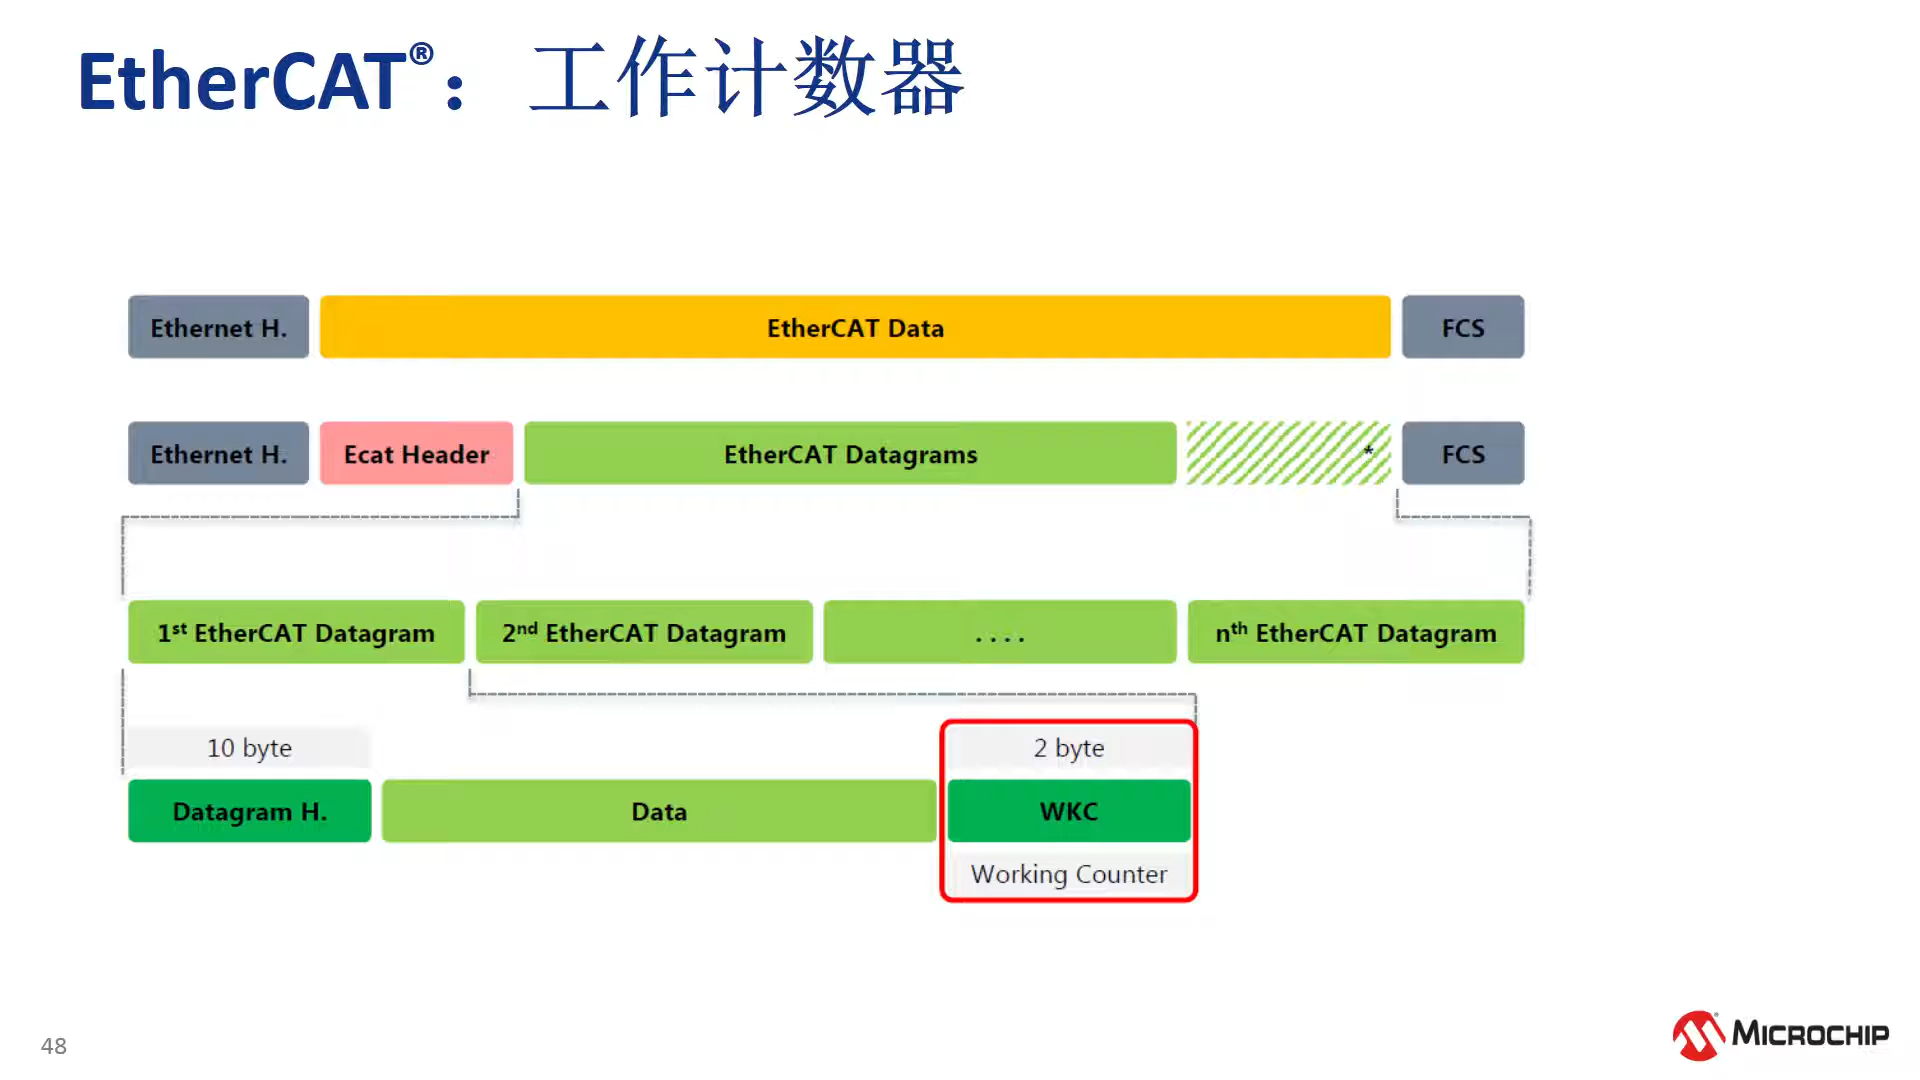 EtherCAT®：工作计数器
Ethernet H. EtherCAT Data FCS
Ethernet H. Ecat Header EtherCAT Datagrams * FCS
1st EtherCAT Datagram 2nd EtherCAT Datagram . . . . nth EtherCAT Datagram
10 byte 2 byte
Datagram H. Data WKC
Working Counter
48 MICROCHIP